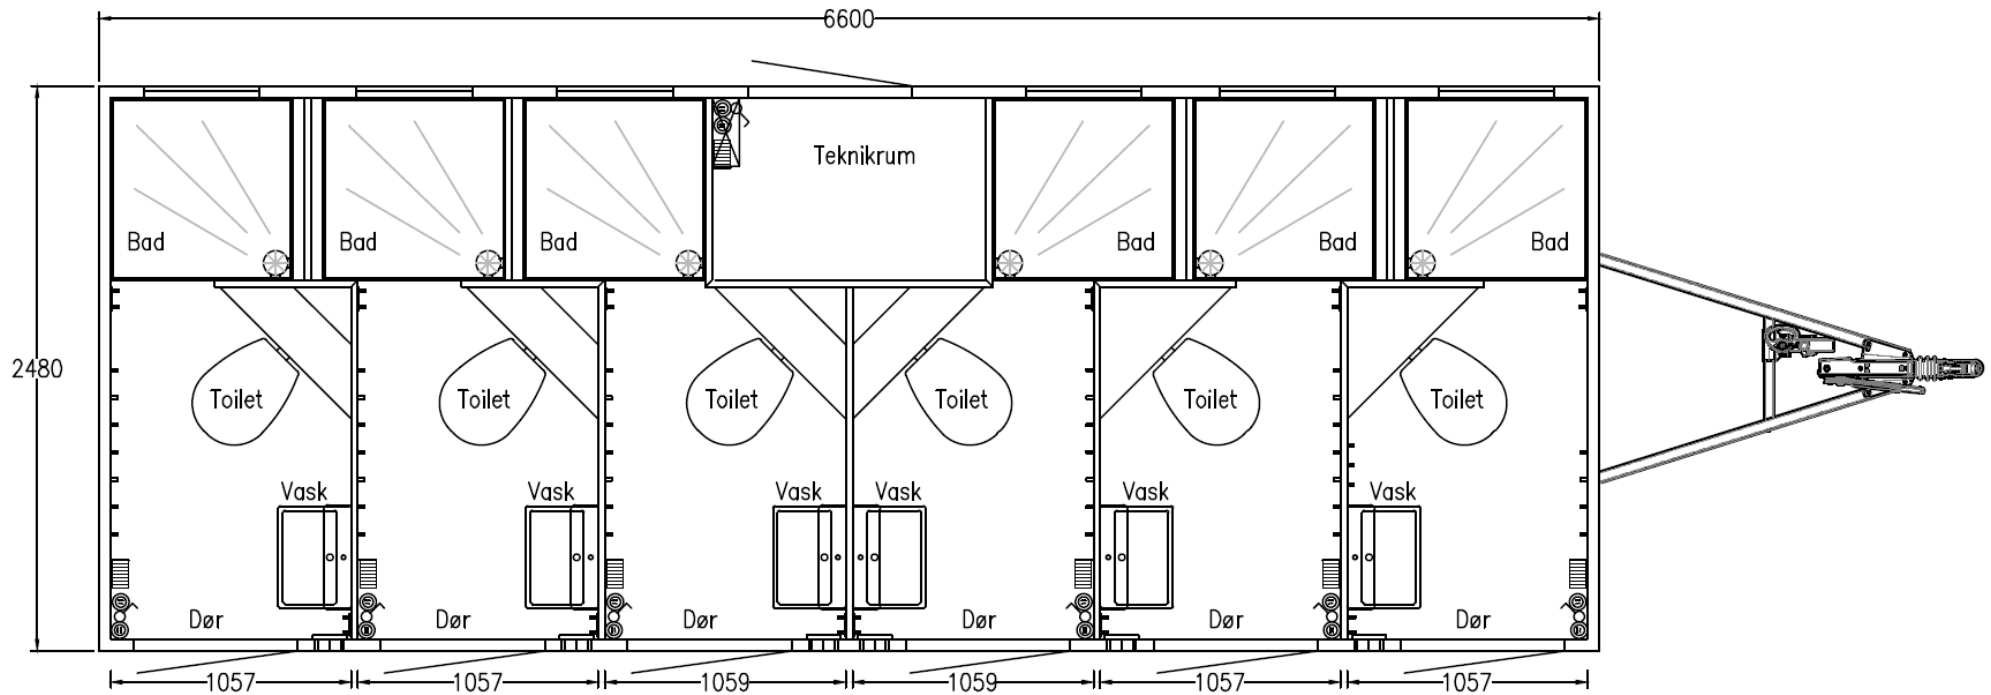 6600
Teknikrum
Bad Bad Bad Bad Bad Bad
2480
Toilet Toilet Toilet Toilet Toilet Toilet
Vask Vask Vask Vask Vask Vask
Dør Dør Dør Dør Dør Dør
1057 1057 1059 1059 1057 1057